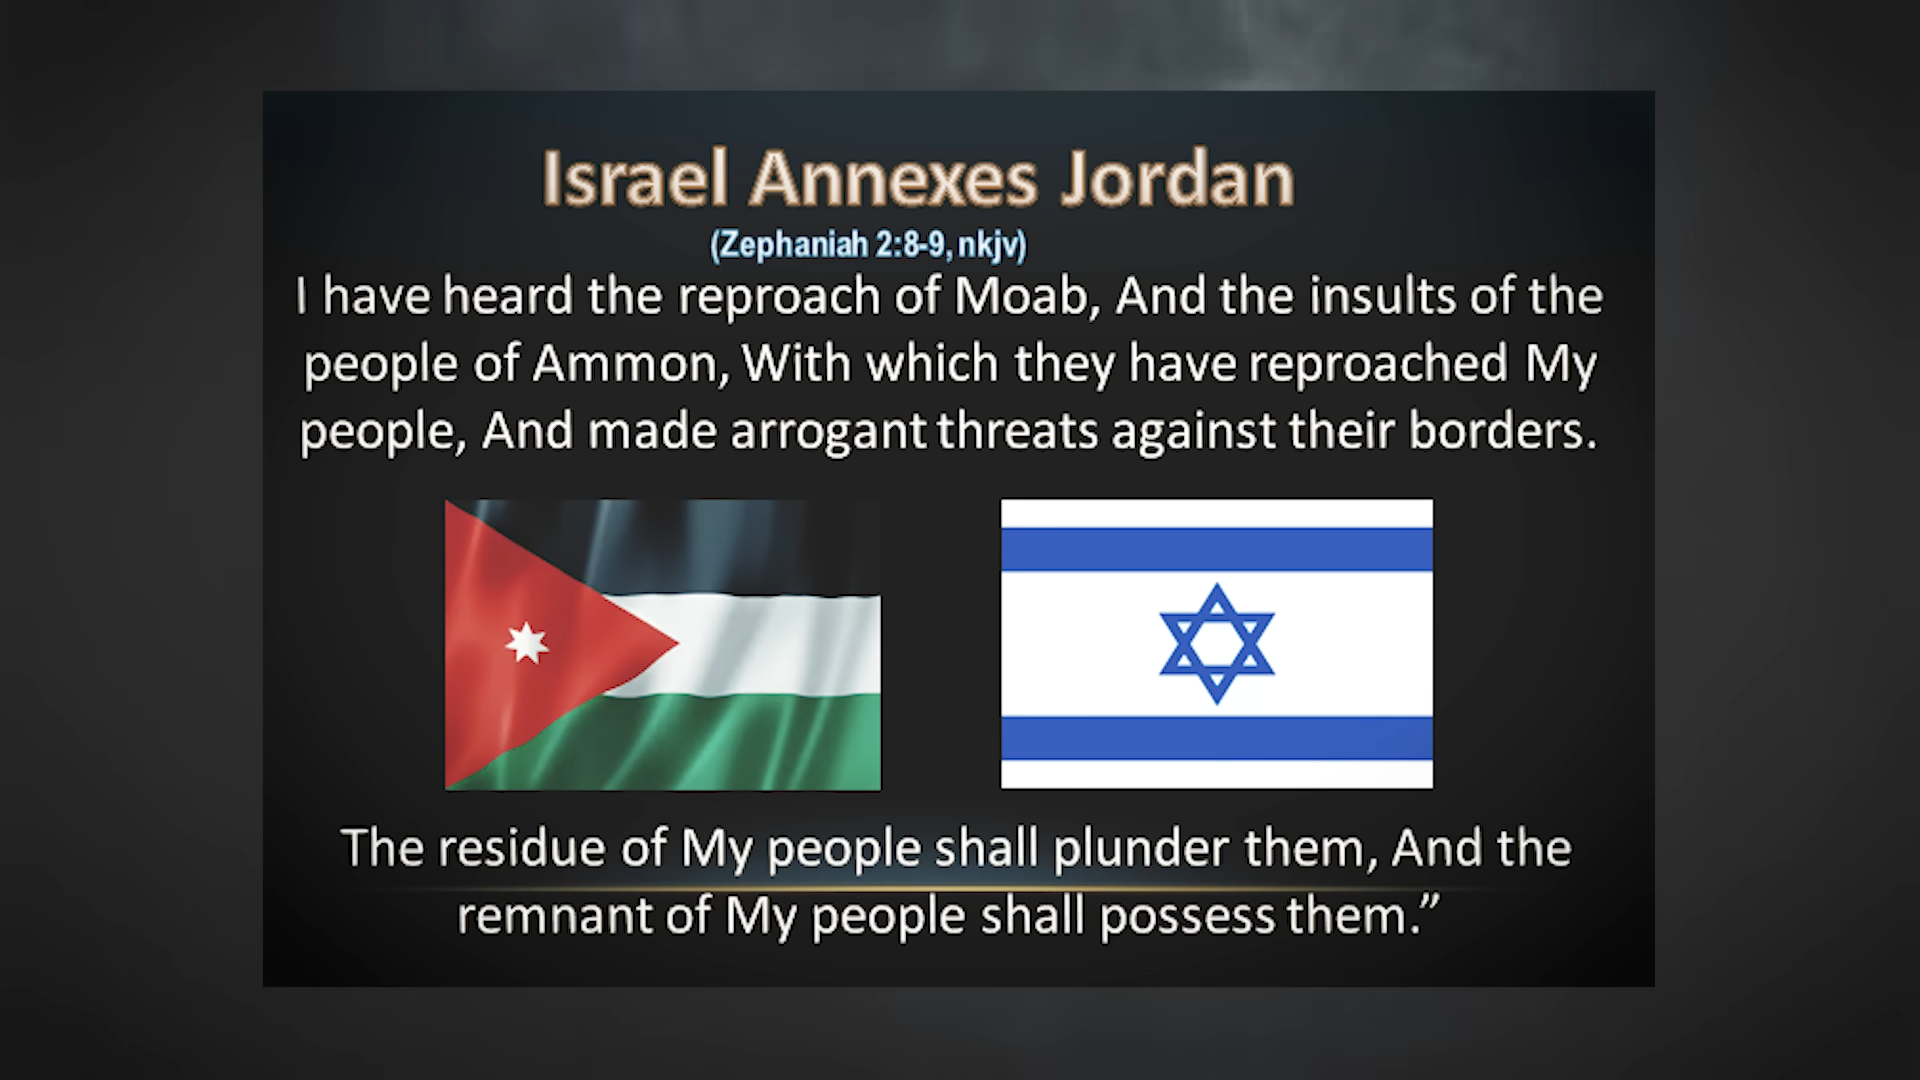 Israel Annexes Jordan
(Zephaniah 2:8-9, nkjv)
I have heard the reproach of Moab, And the insults of the
people of Ammon, With which they have reproached My
people, And made arrogant threats against their borders.
The residue of My people shall plunder them, And the
remnant of My people shall possess them.”